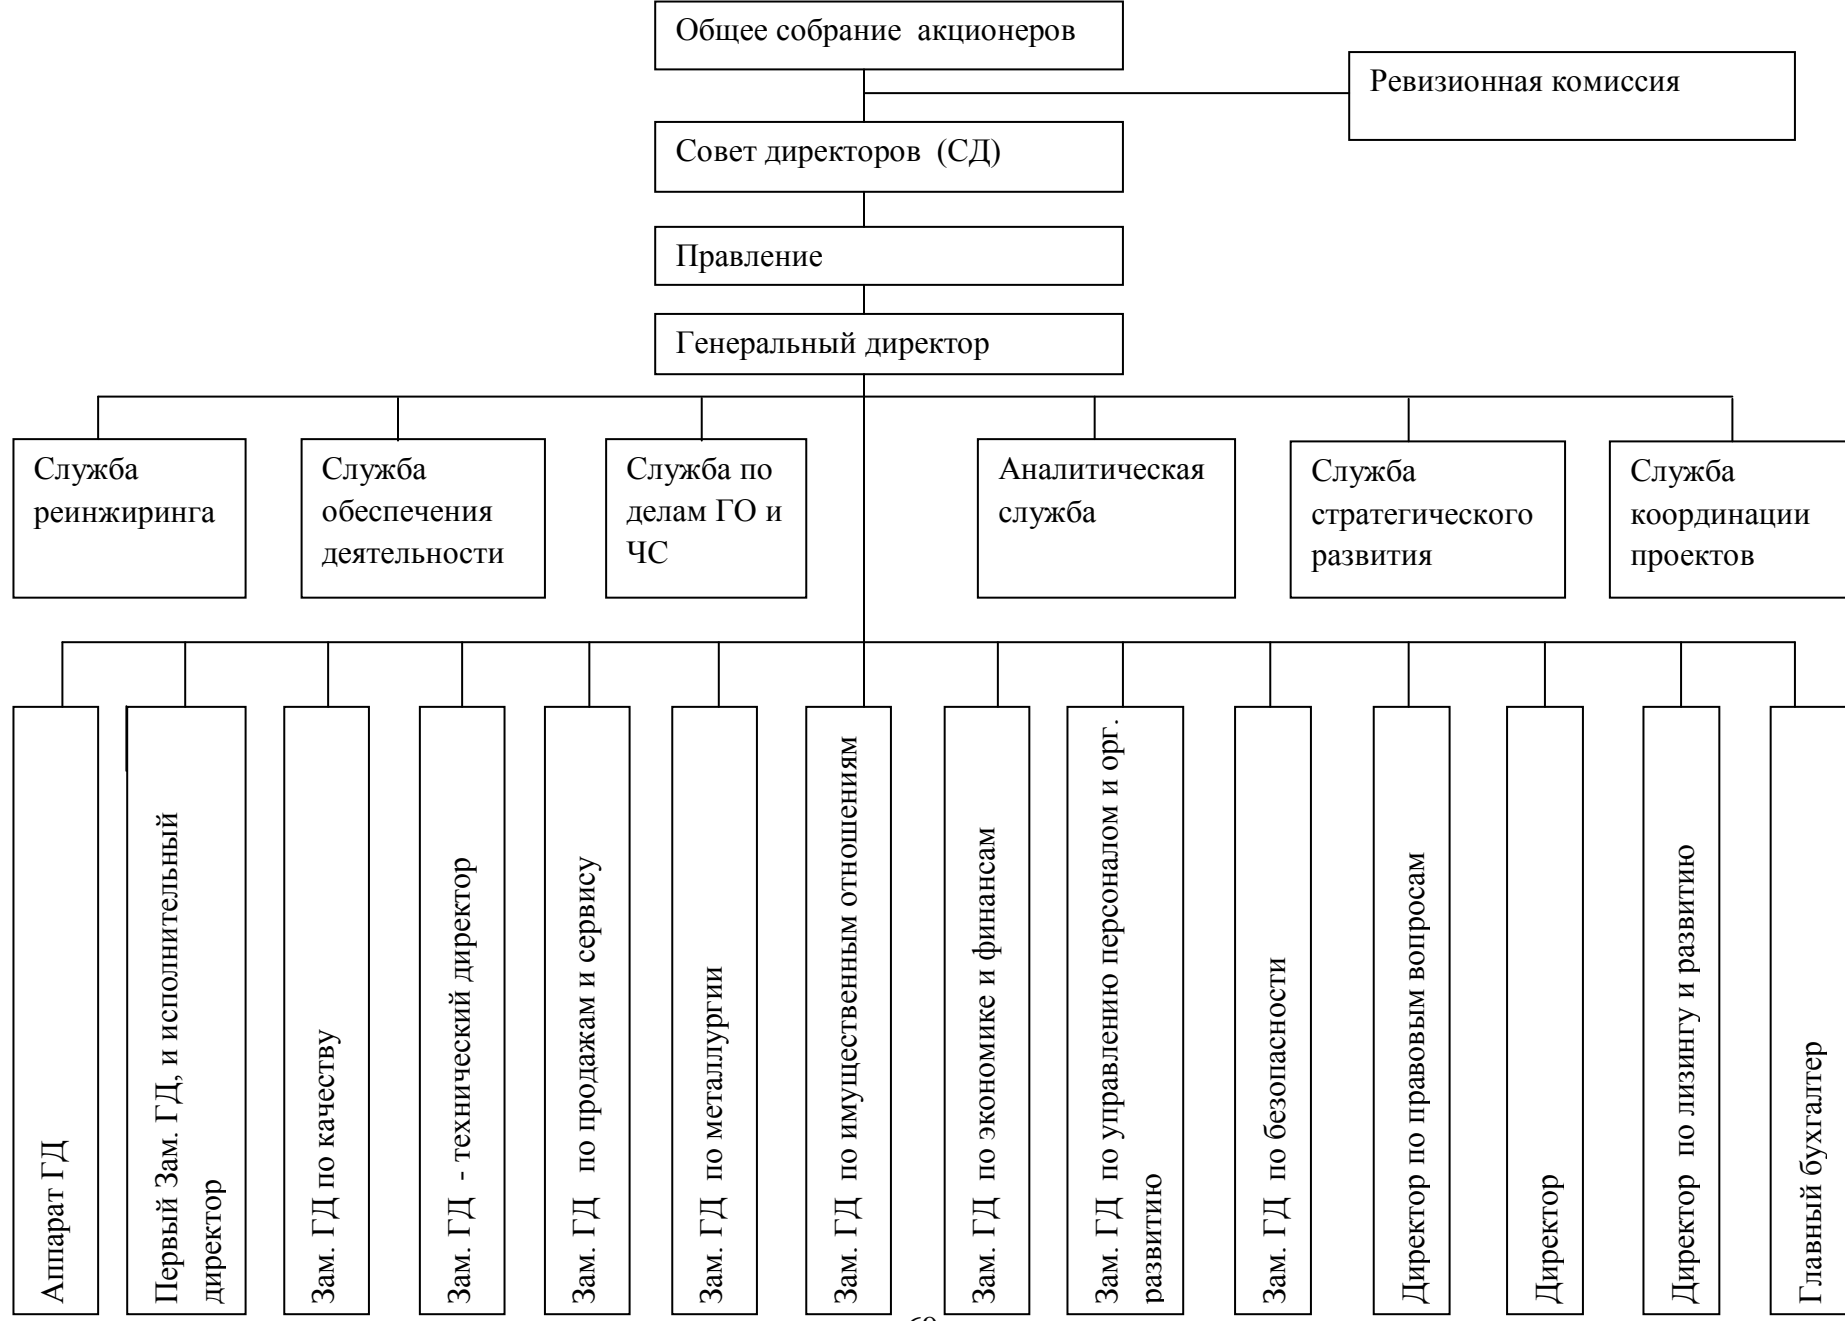 Общее собрание акционеров
Ревизионная комиссия
Совет директоров (СД)
Правление
Генеральный директор
Служба
реинжиринга
Служба
обеспечения
деятельности
Служба по
делам ГО и
ЧС
Аналитическая
служба
Служба
стратегического
развития
Служба
координации
проектов
Аппарат ГД
Первый Зам. ГД, и исполнительный
директор
Зам. ГД по качеству
Зам. ГД - технический директор
Зам. ГД по продажам и сервису
Зам. ГД по металлургии
Зам. ГД по имущественным отношениям
Зам. ГД по экономике и финансам
Зам. ГД по управлению персоналом и орг.
развитию
Зам. ГД по безопасности
Директор по правовым вопросам
Директор
Директор по лизингу и развитию
Главный бухгалтер